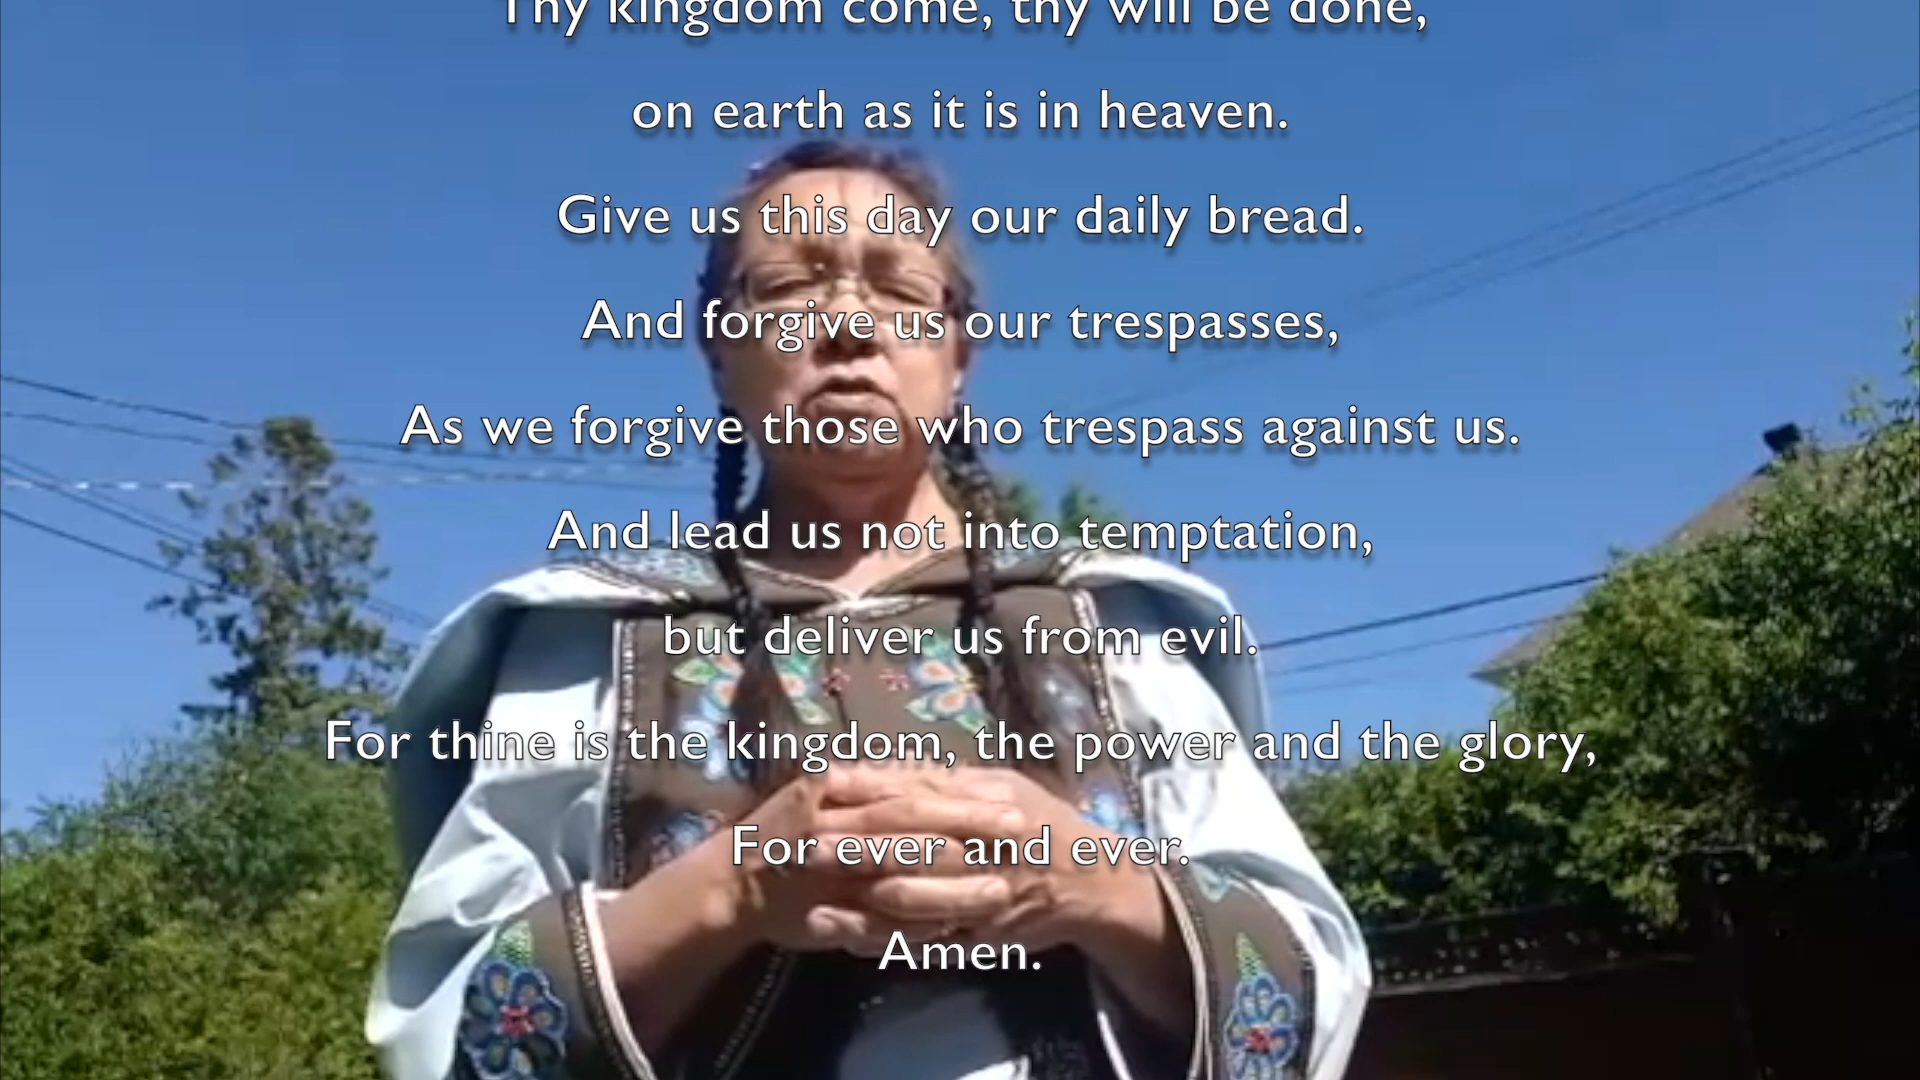 Thy kingdom come, thy will be done,
on earth as it is in heaven.
Give us this day our daily bread.
And forgive us our trespasses,
As we forgive those who trespass against us.
And lead us not into temptation,
but deliver us from evil.
For thine is the kingdom, the power and the glory,
For ever and ever.
Amen.